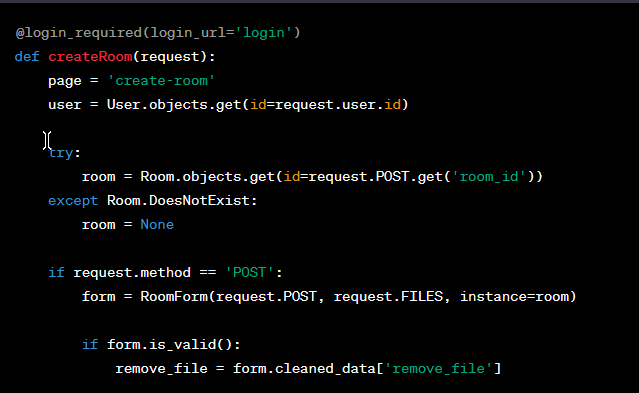 @login_required(login_url='login')
def createRoom(request):
    page = 'create-room'
    user = User.objects.get(id=request.user.id)
    try:
        room = Room.objects.get(id=request.POST.get('room_id'))
    except Room.DoesNotExist:
        room = None
    if request.method == 'POST':
        form = RoomForm(request.POST, request.FILES, instance=room)
        if form.is_valid():
            remove_file = form.cleaned_data['remove_file']